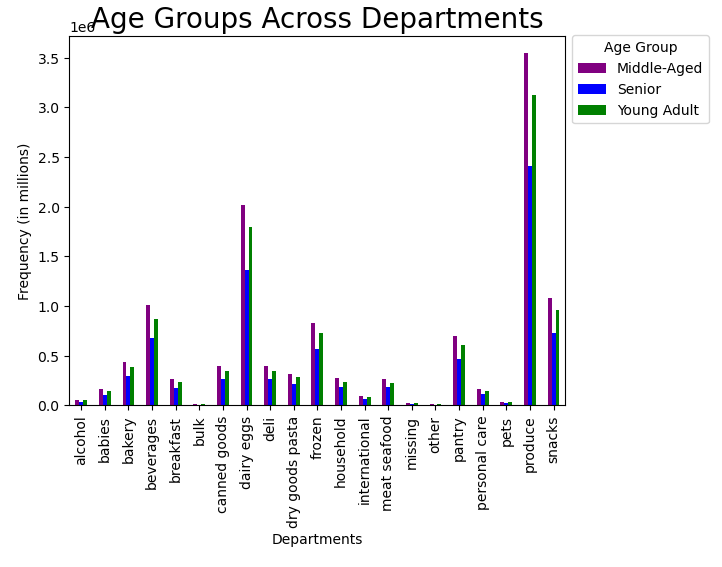 Age Groups Across Departments
1e6
Age Group
Middle-Aged
Senior
Young Adult
Frequency (in millions)
3.5
3.0
2.5
2.0
1.5
1.0
0.5
0.0
alcohol
babies
bakery
beverages
breakfast
bulk
canned goods
dairy eggs
deli
dry goods pasta
frozen
household
international
meat seafood
missing
other
pantry
personal care
pets
produce
snacks
Departments